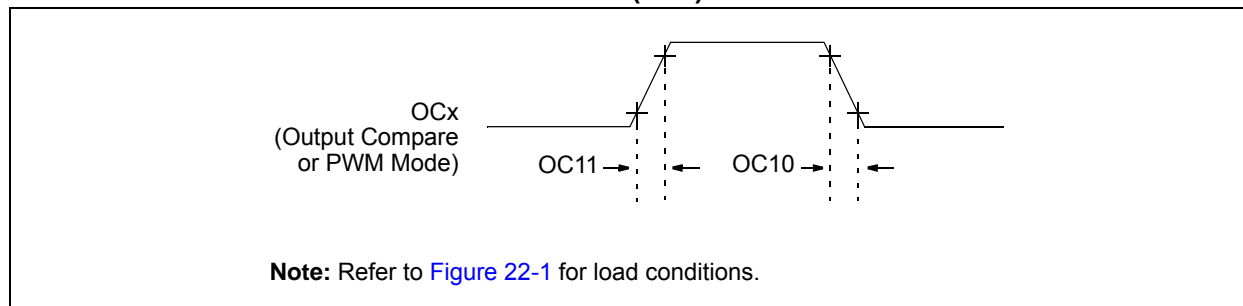 OCx
(Output Compare
or PWM Mode)
OC11
OC10
Note: Refer to Figure 22-1 for load conditions.